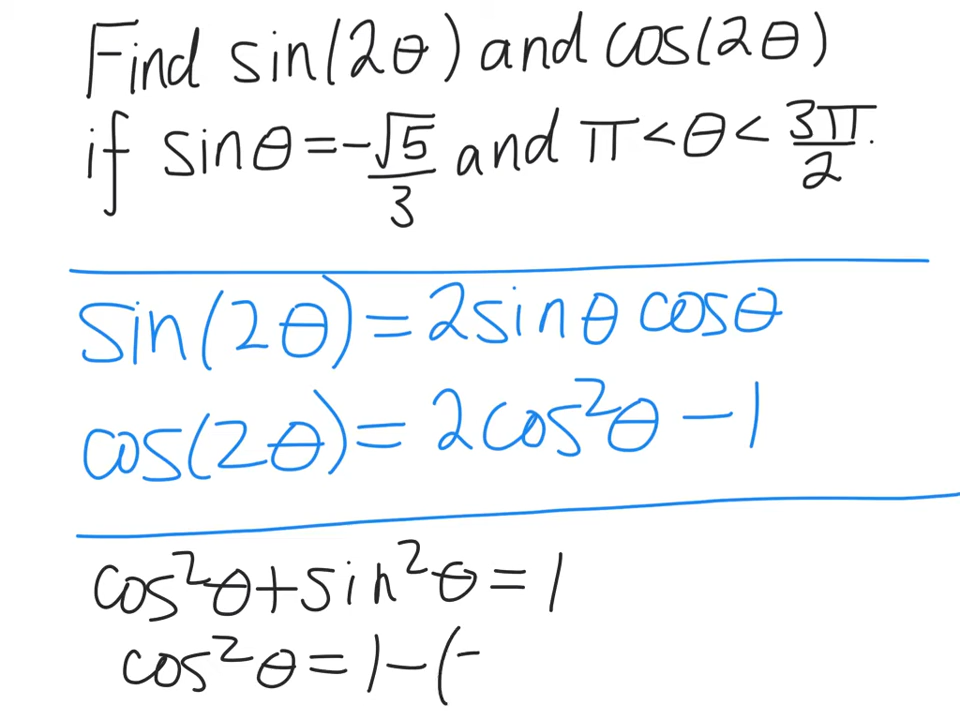 Find sin(2θ) and cos(2θ)
if sinθ = -√5/3 and π < θ < 3π/2.
sin(2θ) = 2sinθ cosθ
cos(2θ) = 2cos²θ - 1
cos²θ + sin²θ = 1
cos²θ = 1 - (-